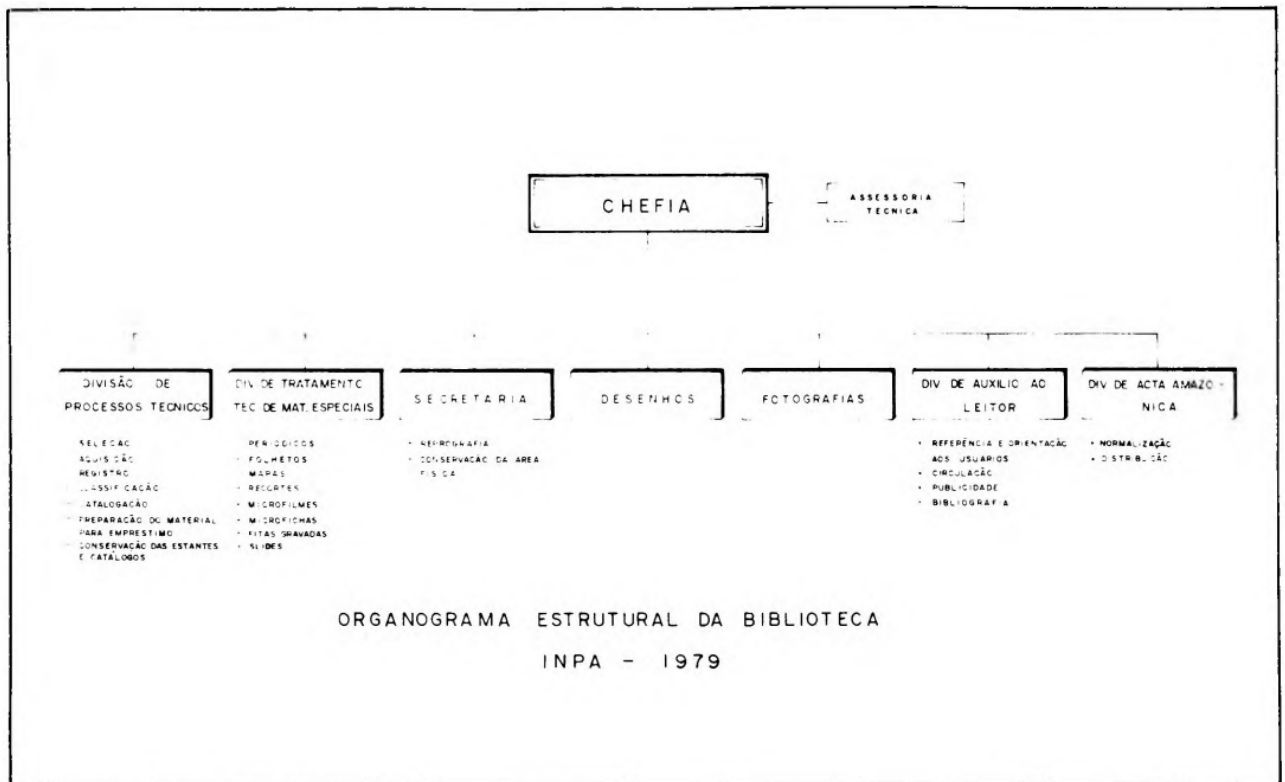 CHEFIA
ASSESSORIA
TECNICA
DIVISÃO DE
PROCESSOS TECNICOS
SELEÇÃO
AQUISIÇÃO
REGISTRO
CLASSIFICAÇÃO
CATALOGAÇÃO
PREPARAÇÃO DO MATERIAL
PARA EMPRESTIMO
CONSERVAÇÃO DAS ESTANTES
E CATÁLOGOS
DIV. DE TRATAMENTO
TEC. DE MAT. ESPECIAIS
PERIODICOS
• FOLHETOS
MAPAS
• RECORTES
• MICROFILMES
• MICROFICHAS
• FITAS GRAVADAS
• SLIDES
SECRETARIA
• REPROGRAFIA
• CONSERVAÇÃO DA AREA
FISICA
DESENHOS
FOTOGRAFIAS
DIV DE AUXILIO AO
LEITOR
• REFERÊNCIA E ORIENTAÇÃO
AOS USUARIOS
• CIRCULAÇÃO
• PUBLICIDADE
• BIBLIOGRAFIA
DIV DE ACTA AMAZO -
NICA
• NORMALIZAÇÃO
• DISTRIBUIÇÃO
ORGANOGRAMA ESTRUTURAL DA BIBLIOTECA
INPA - 1979